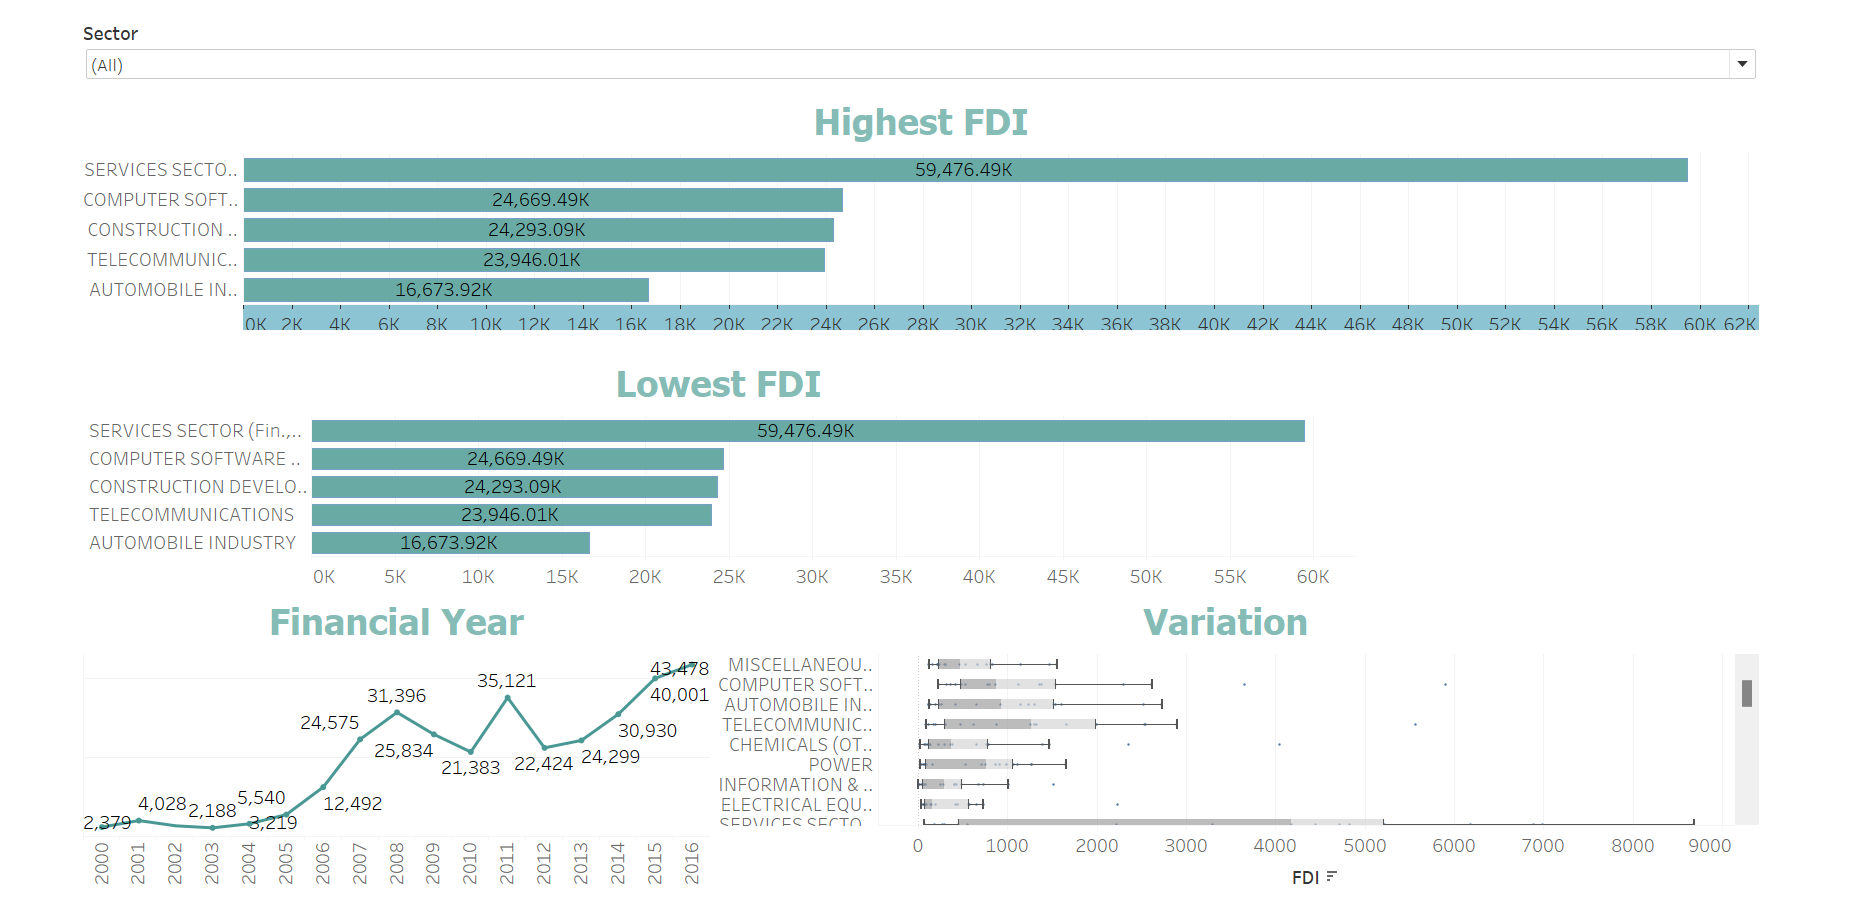 Sector
(All)
Highest FDI
SERVICES SECTO.. 59,476.49K
COMPUTER SOFT.. 24,669.49K
CONSTRUCTION .. 24,293.09K
TELECOMMUNIC.. 23,946.01K
AUTOMOBILE IN.. 16,673.92K
0K 2K 4K 6K 8K 10K 12K 14K 16K 18K 20K 22K 24K 26K 28K 30K 32K 34K 36K 38K 40K 42K 44K 46K 48K 50K 52K 54K 56K 58K 60K 62K
Lowest FDI
SERVICES SECTOR (Fin.,.. 59,476.49K
COMPUTER SOFTWARE .. 24,669.49K
CONSTRUCTION DEVELO.. 24,293.09K
TELECOMMUNICATIONS 23,946.01K
AUTOMOBILE INDUSTRY 16,673.92K
0K 5K 10K 15K 20K 25K 30K 35K 40K 45K 50K 55K 60K
Financial Year
2,379
4,028
2,188
3,219
5,540
12,492
24,575
31,396
25,834
21,383
35,121
22,424
24,299
30,930
40,001
43,478
2000 2001 2002 2003 2004 2005 2006 2007 2008 2009 2010 2011 2012 2013 2014 2015 2016
Variation
MISCELLANEOU..
COMPUTER SOFT..
AUTOMOBILE IN..
TELECOMMUNIC..
CHEMICALS (OT..
POWER
INFORMATION & ..
ELECTRICAL EQU..
SERVICES SECTO..
0 1000 2000 3000 4000 5000 6000 7000 8000 9000
FDI